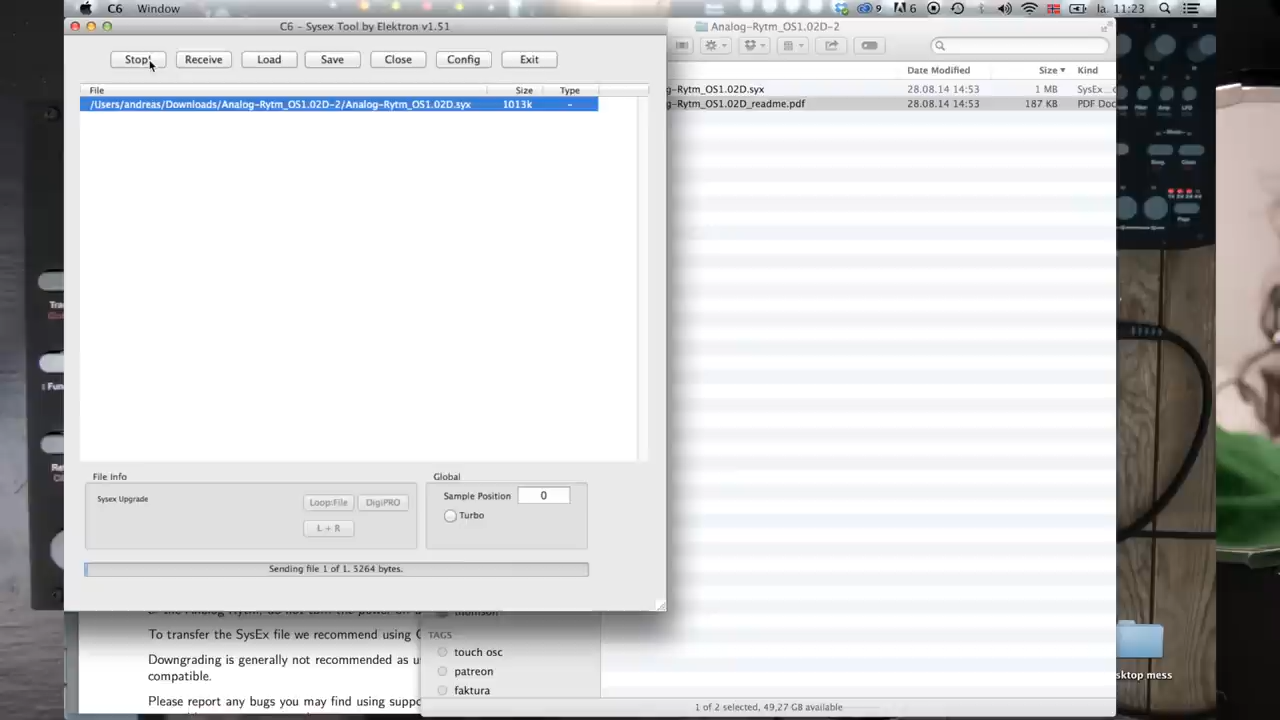 C6 Window
9
6
la. 11:23
C6 - Sysex Tool by Elektron v1.51
Analog-Rytm_OS1.02D-2
Stop!
Receive
Load
Save
Close
Config
Exit
File Size Type
/Users/andreas/Downloads/Analog-Rytm_OS1.02D-2/Analog-Rytm_OS1.02D.syx 1013k -
Date Modified Size Kind
g-Rytm_OS1.02D.syx 28.08.14 14:53 1 MB SysEx
g-Rytm_OS1.02D_readme.pdf 28.08.14 14:53 187 KB PDF Doc
File Info
Sysex Upgrade
Loop:File
DigiPRO
L + R
Global
Sample Position 0
Turbo
Sending file 1 of 1. 5264 bytes.
To transfer the SysEx file we recommend using
Downgrading is generally not recommended as
compatible.
Please report any bugs you may find using
thomson
TAGS
touch osc
patreon
faktura
1 of 2 selected, 49,27 GB available
sktop mess